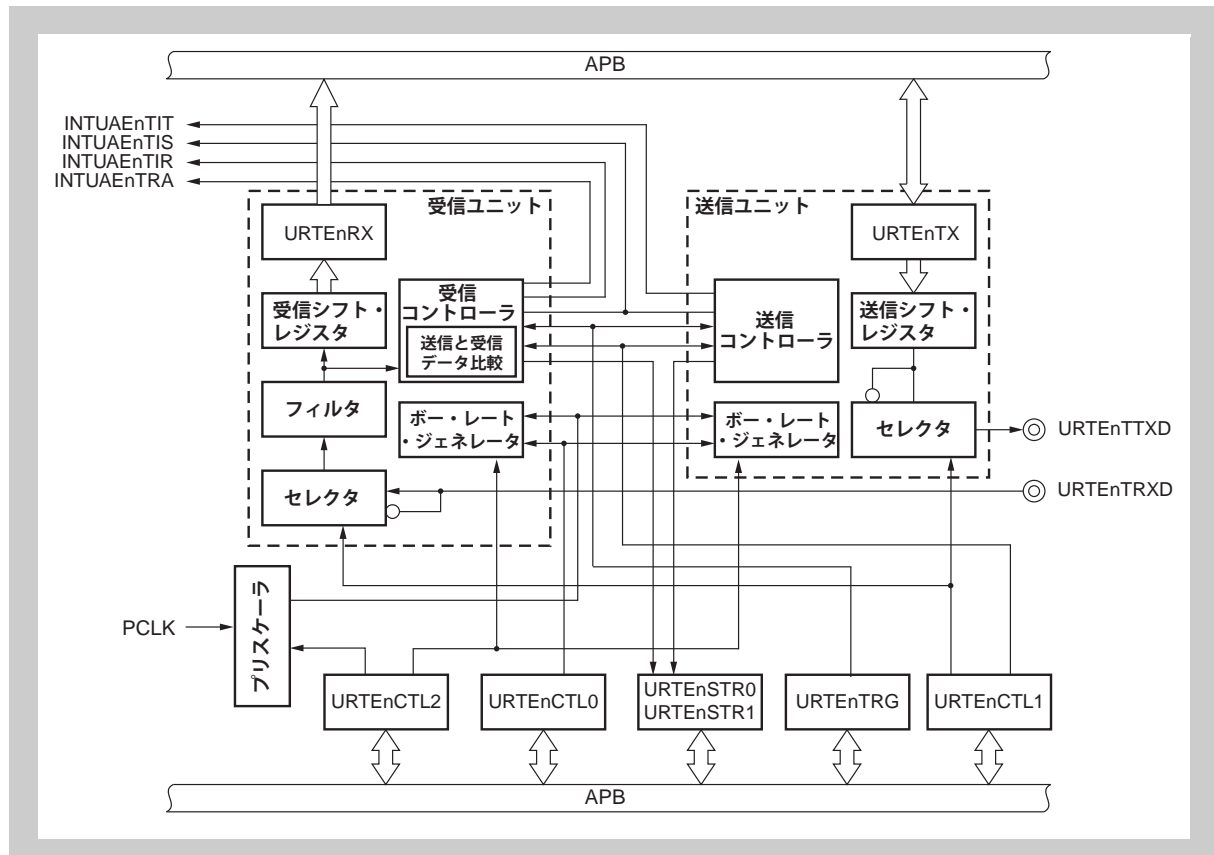 APB
INTUAEnTIT
INTUAEnTIS
INTUAEnTIR
INTUAEnTRA
受信ユニット
送信ユニット
URTEnRX
URTEnTX
受信シフト・
レジスタ
受信
コントローラ
送信と受信
データ比較
送信
コントローラ
送信シフト・
レジスタ
フィルタ
ボー・レート
・ジェネレータ
ボー・レート
・ジェネレータ
セレクタ
URTEnTTXD
セレクタ
URTEnTRXD
PCLK
プリスケーラ
URTEnCTL2
URTEnCTL0
URTEnSTR0
URTEnSTR1
URTEnTRG
URTEnCTL1
APB